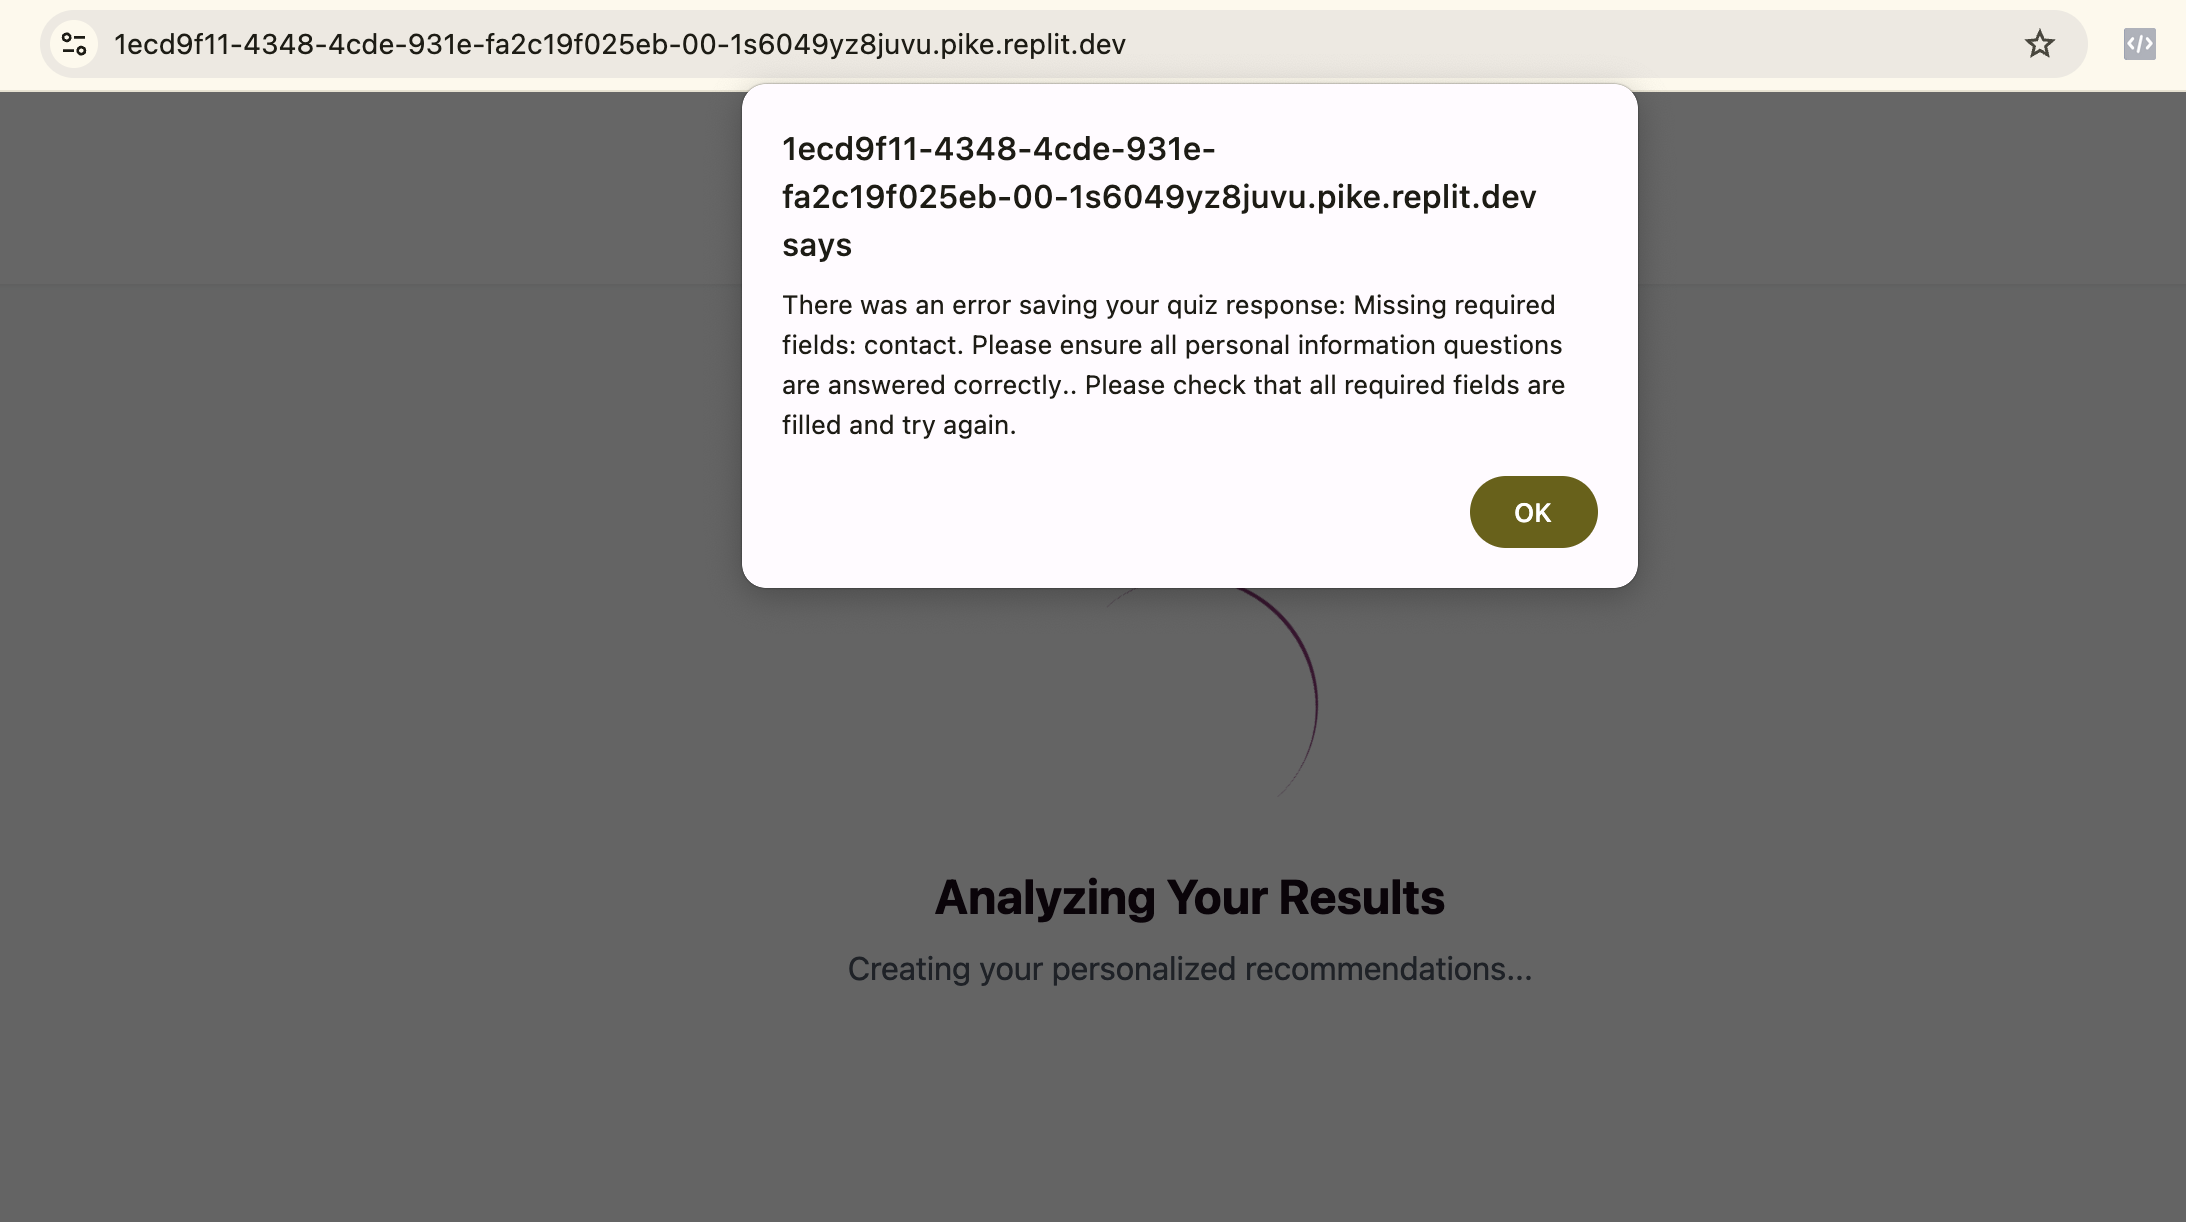 1ecd9f11-4348-4cde-931e-fa2c19f025eb-00-1s6049yz8juvu.pike.replit.dev
1ecd9f11-4348-4cde-931e-
fa2c19f025eb-00-1s6049yz8juvu.pike.replit.dev
says
There was an error saving your quiz response: Missing required
fields: contact. Please ensure all personal information questions
are answered correctly.. Please check that all required fields are
filled and try again.
OK
Analyzing Your Results
Creating your personalized recommendations...